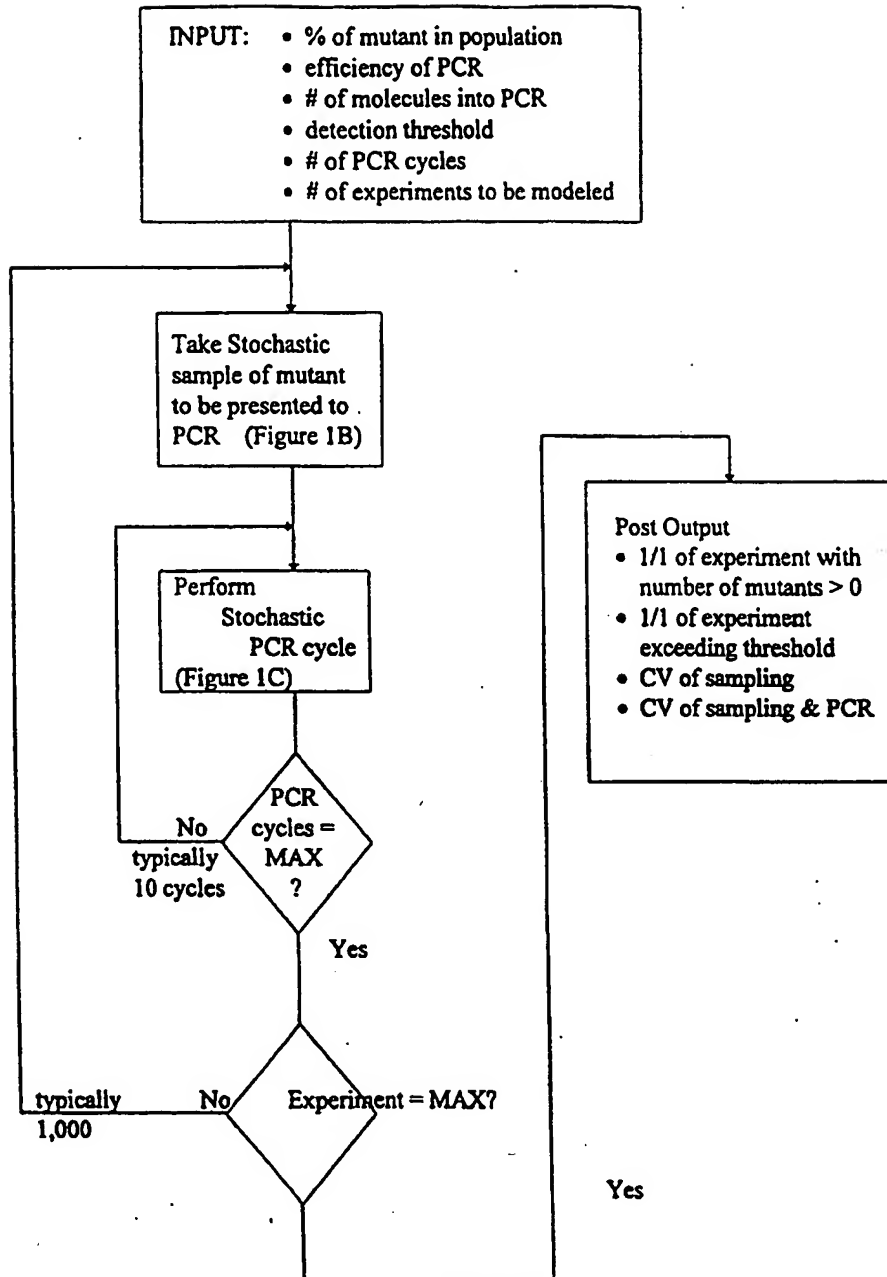 INPUT: • % of mutant in population
• efficiency of PCR
• # of molecules into PCR
• detection threshold
• # of PCR cycles
• # of experiments to be modeled
Take Stochastic
sample of mutant
to be presented to
PCR (Figure 1B)
Perform
Stochastic
PCR cycle
(Figure 1C)
PCR
cycles =
MAX
?
No
typically
10 cycles
Yes
Experiment = MAX?
No
typically
1,000
Yes
Post Output
• 1/1 of experiment with
number of mutants > 0
• 1/1 of experiment
exceeding threshold
• CV of sampling
• CV of sampling & PCR